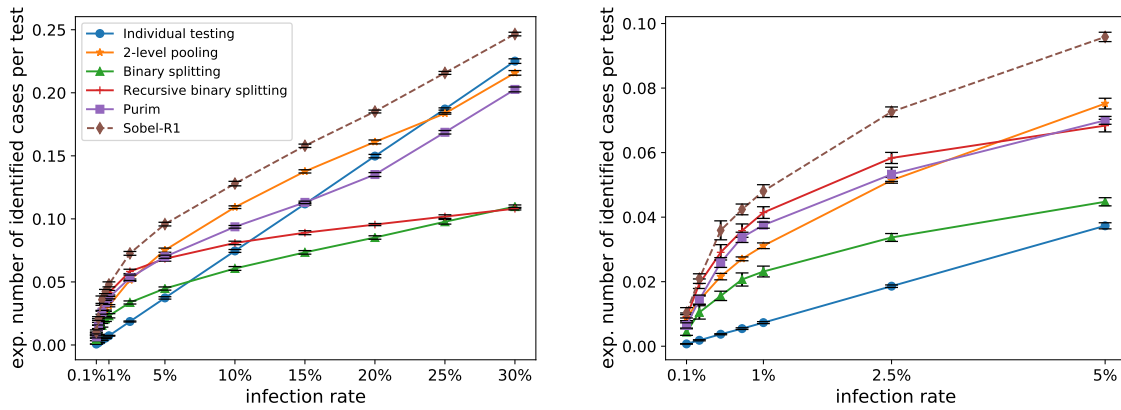 exp. number of identified cases per test
0.25
0.20
0.15
0.10
0.05
0.00
Individual testing
2-level pooling
Binary splitting
Recursive binary splitting
Purim
Sobel-R1
0.1% 1% 5% 10% 15% 20% 25% 30%
infection rate
exp. number of identified cases per test
0.10
0.08
0.06
0.04
0.02
0.00
0.1% 1% 2.5% 5%
infection rate